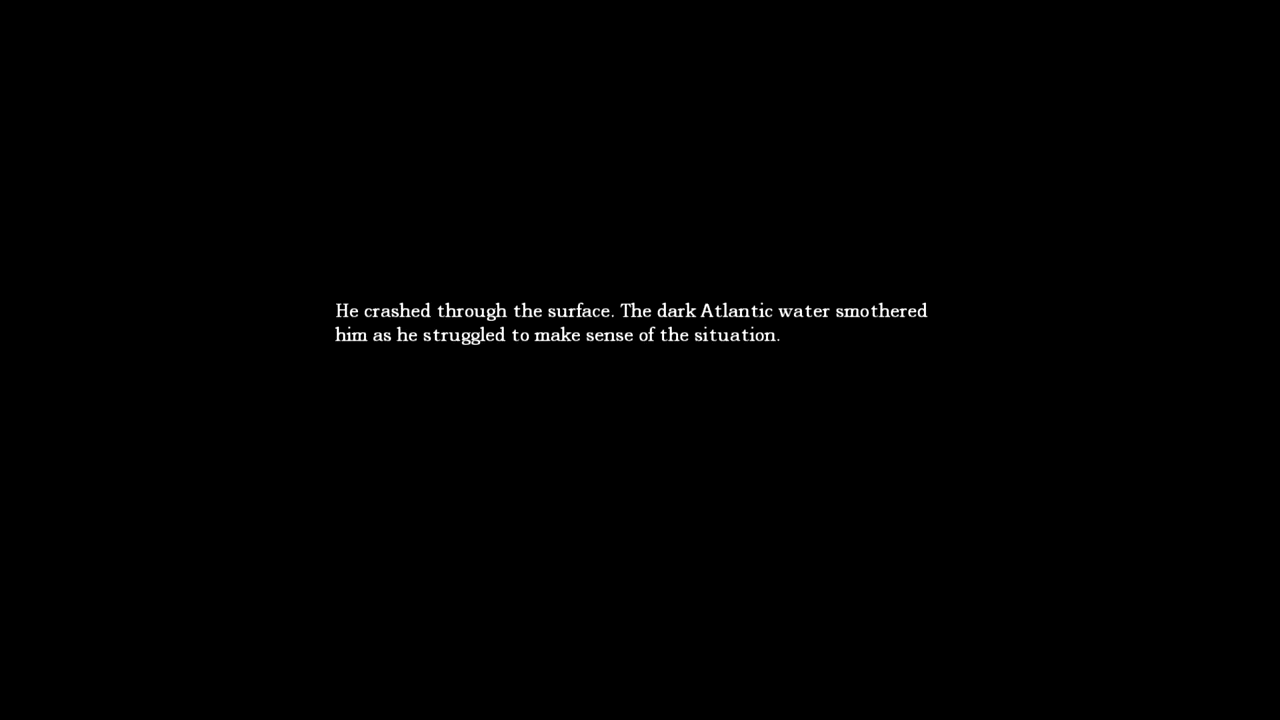 He crashed through the surface. The dark Atlantic water smothered
him as he struggled to make sense of the situation.